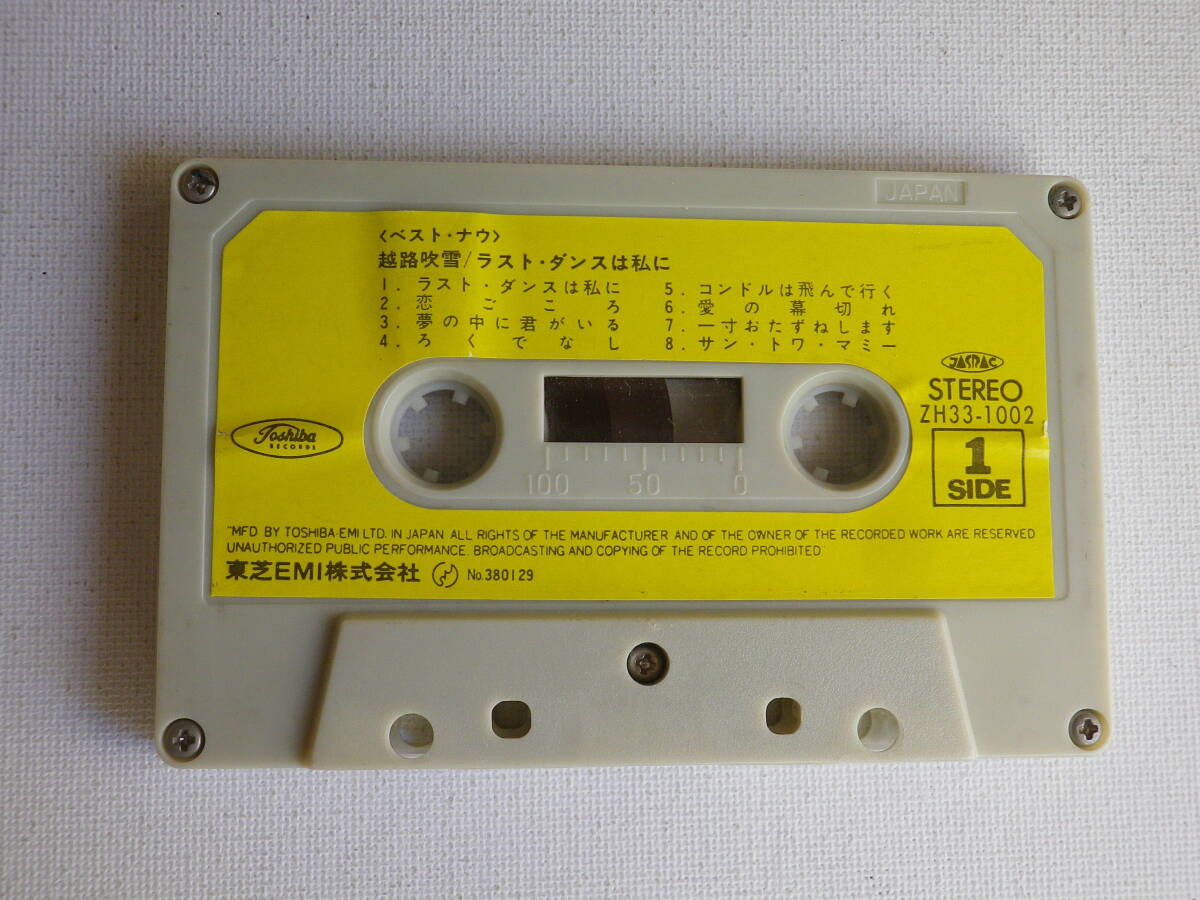 JAPAN
〈ベスト・ナウ〉
越路吹雪/ラスト・ダンスは私に
1. ラスト・ダンスは私に
2. 恋ごころ
3. 夢の中に君がいる
4. ろくでなし
5. コンドルは飛んで行く
6. 愛の幕切れ
7. 一寸おたずねします
8. サン・トワ・マミー
JASRAC
STEREO
ZH33-1002
Toshiba
RECORDS
1
SIDE
100 50 0
"MFD BY TOSHIBA-EMI LTD. IN JAPAN ALL RIGHTS OF THE MANUFACTURER AND OF THE OWNER OF THE RECORDED WORK ARE RESERVED
UNAUTHORIZED PUBLIC PERFORMANCE. BROADCASTING AND COPYING OF THE RECORD PROHIBITED"
東芝EMI株式会社 No.380129